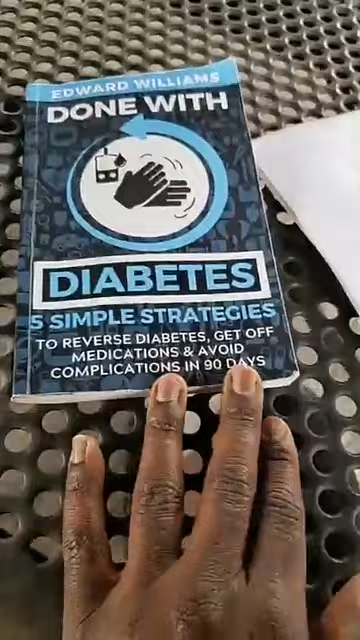 EDWARD WILLIAMS
DONE WITH
DIABETES
5 SIMPLE STRATEGIES
TO REVERSE DIABETES, GET OFF
MEDICATIONS & AVOID
COMPLICATIONS IN 90 DAYS